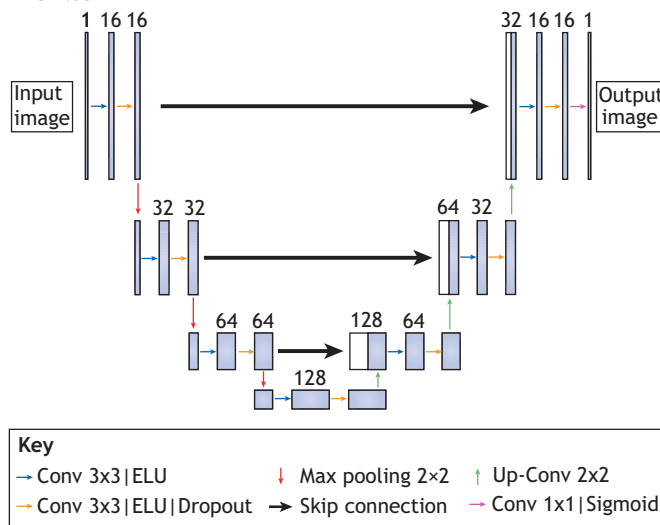 1 16 16 32 16 16 1
Input
image
Output
image
32 32 64 32
64 64 128 64
128
Key
Conv 3x3|ELU
Max pooling 2×2
Up-Conv 2x2
Conv 3x3|ELU|Dropout
Skip connection
Conv 1x1|Sigmoid